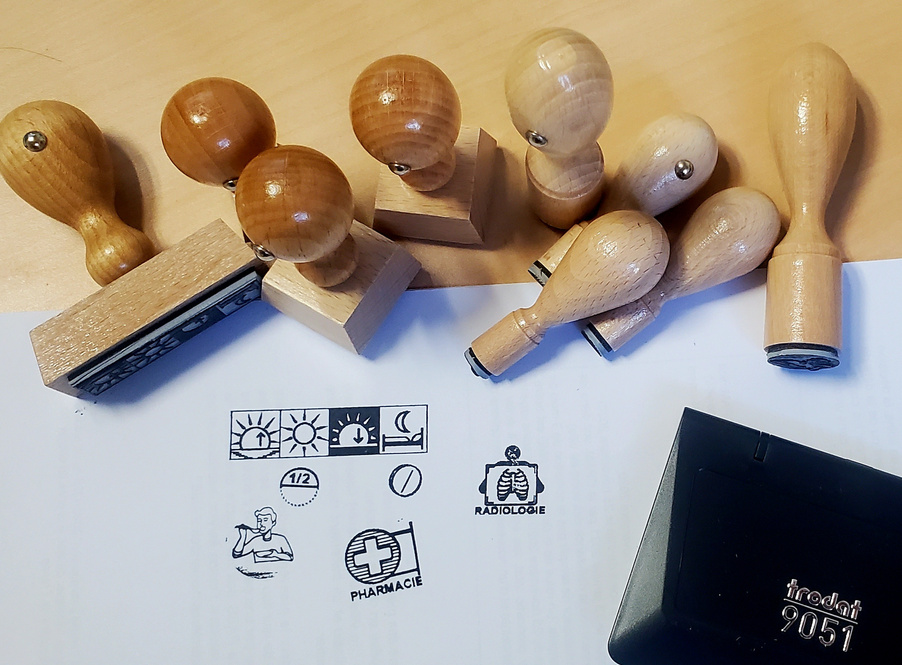 1/2
RADIOLOGIE
PHARMACIE
trodat
9051